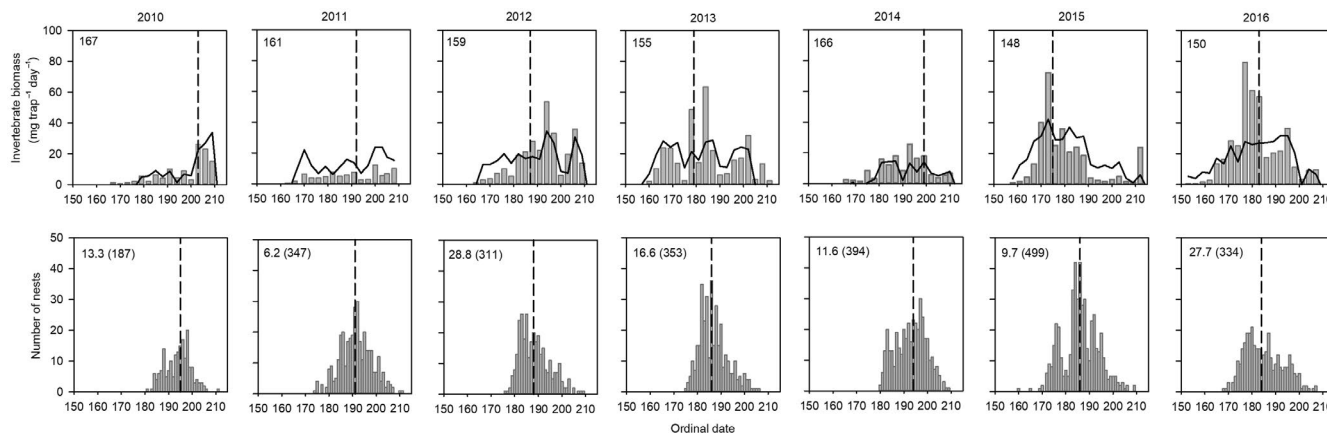 2010 2011 2012 2013 2014 2015 2016
Invertebrate biomass
(mg trap⁻¹ day⁻¹)
100
80
60
40
20
0
167 161 159 155 166 148 150
150 160 170 180 190 200 210 150 160 170 180 190 200 210 150 160 170 180 190 200 210 150 160 170 180 190 200 210 150 160 170 180 190 200 210 150 160 170 180 190 200 210 150 160 170 180 190 200 210
Number of nests
50
40
30
20
10
0
13.3 (187) 6.2 (347) 28.8 (311) 16.6 (353) 11.6 (394) 9.7 (499) 27.7 (334)
150 160 170 180 190 200 210 150 160 170 180 190 200 210 150 160 170 180 190 200 210 150 160 170 180 190 200 210 150 160 170 180 190 200 210 150 160 170 180 190 200 210 150 160 170 180 190 200 210
Ordinal date